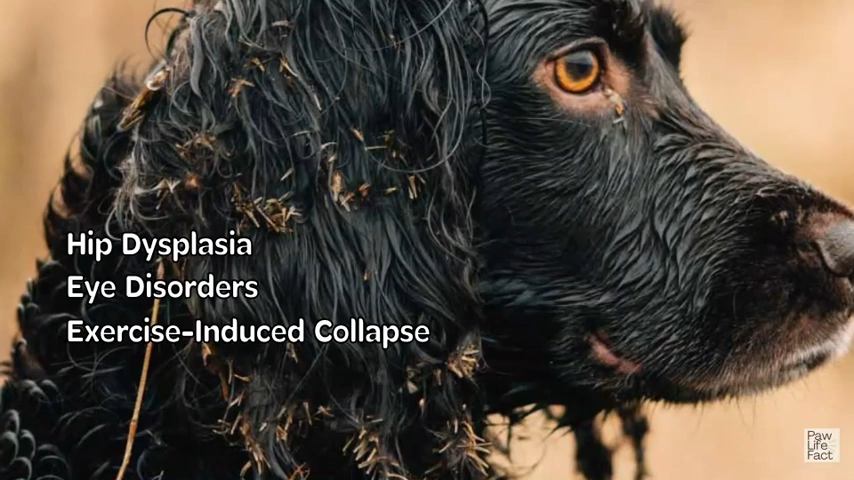 Hip Dysplasia
Eye Disorders
Exercise-Induced Collapse
Paw
Life
Fact